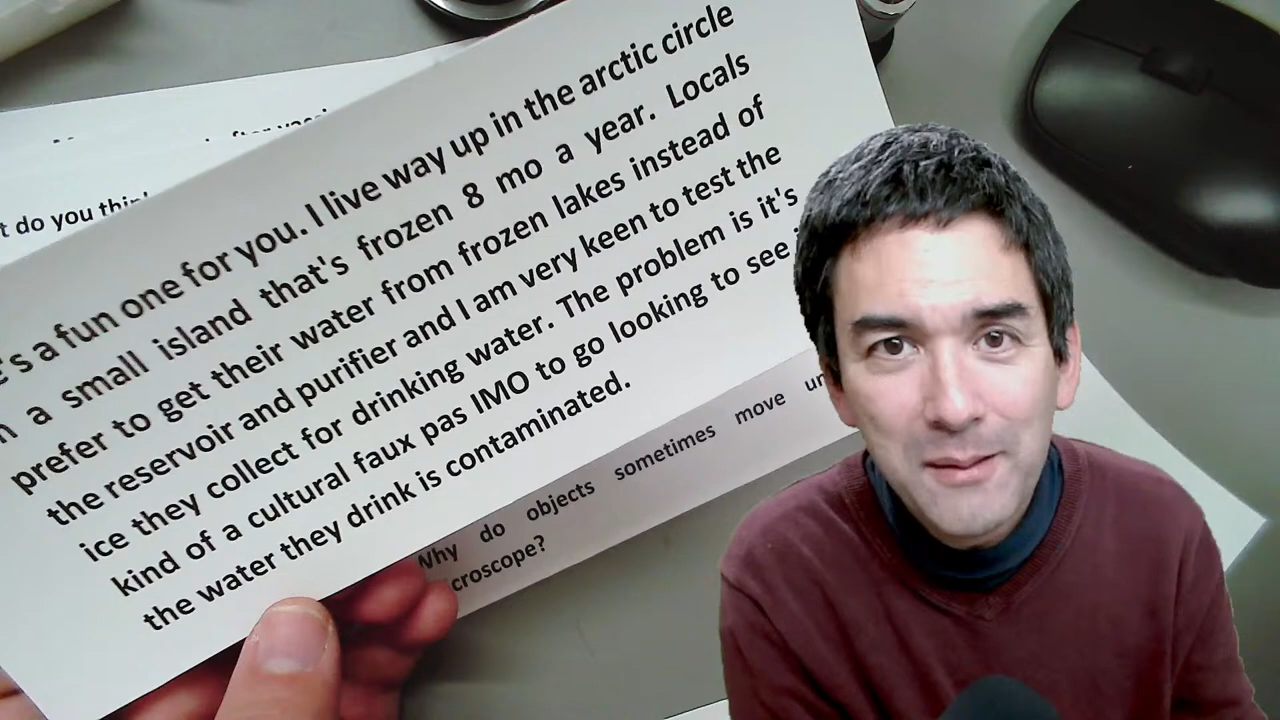 t do you thin
's a fun one for you. I live way up in the arctic circle
a small island that's frozen 8 mo a year. Locals
prefer to get their water from frozen lakes instead of
the reservoir and purifier and I am very keen to test the
ice they collect for drinking water. The problem is it's
kind of a cultural faux pas IMO to go looking to see
the water they drink is contaminated.
Why do objects sometimes move
croscope?